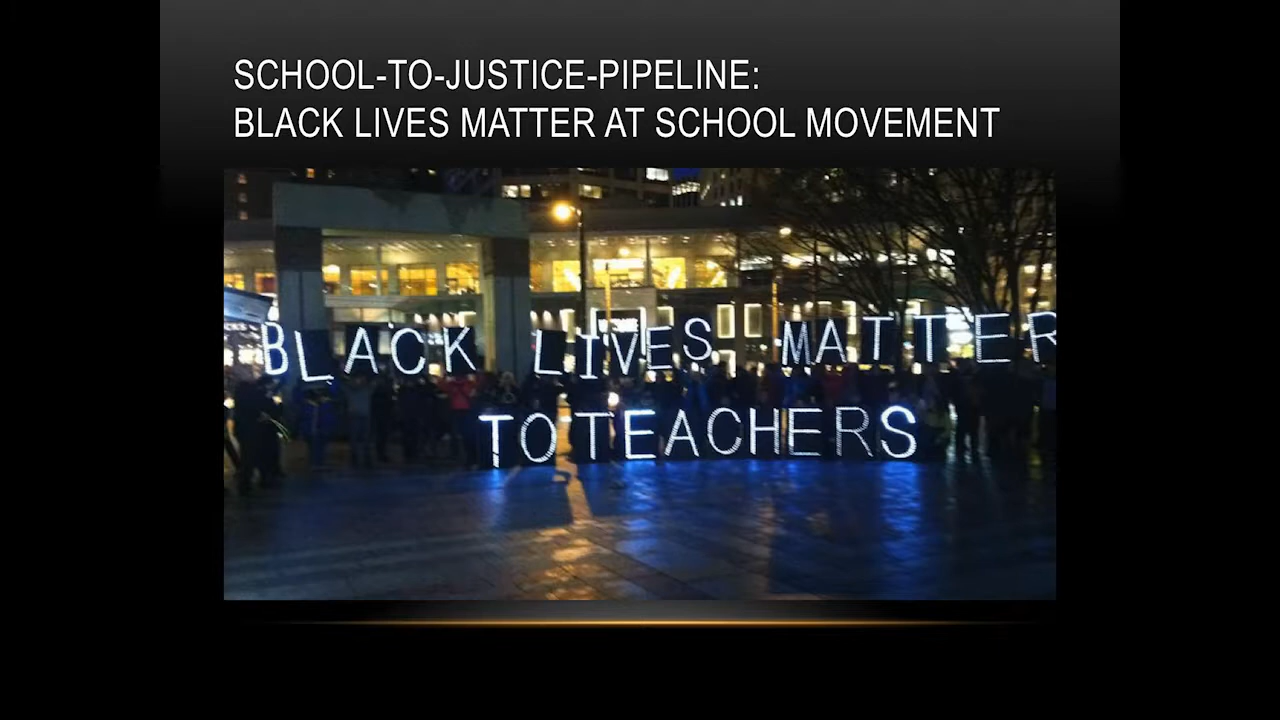 SCHOOL-TO-JUSTICE-PIPELINE:
BLACK LIVES MATTER AT SCHOOL MOVEMENT
BLACK LIVES MATTER
TO TEACHERS